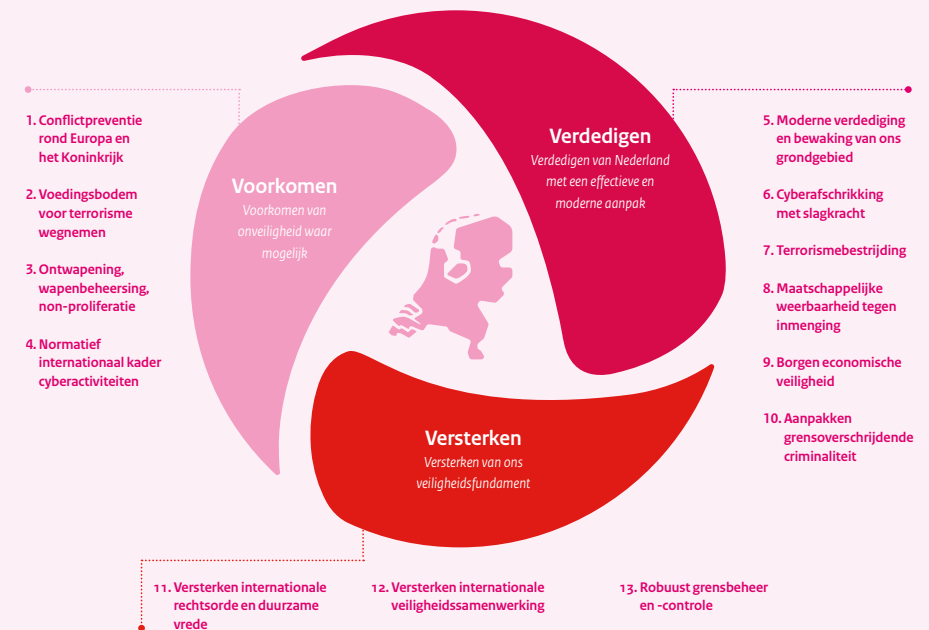 Voorkomen
Voorkomen van
onveiligheid waar
mogelijk
1. Conflictpreventie
rond Europa en
het Koninkrijk
2. Voedingsbodem
voor terrorisme
wegnemen
3. Ontwapening,
wapenbeheersing,
non-proliferatie
4. Normatief
internationaal kader
cyberactiviteiten
Verdedigen
Verdedigen van Nederland
met een effectieve en
moderne aanpak
5. Moderne verdediging
en bewaking van ons
grondgebied
6. Cyberafschrikking
met slagkracht
7. Terrorismebestrijding
8. Maatschappelijke
weerbaarheid tegen
inmenging
9. Borgen economische
veiligheid
10. Aanpakken
grensoverschrijdende
criminaliteit
Versterken
Versterken van ons
veiligheidsfundament
11. Versterken internationale
rechtsorde en duurzame
vrede
12. Versterken internationale
veiligheidssamenwerking
13. Robuust grensbeheer
en -controle